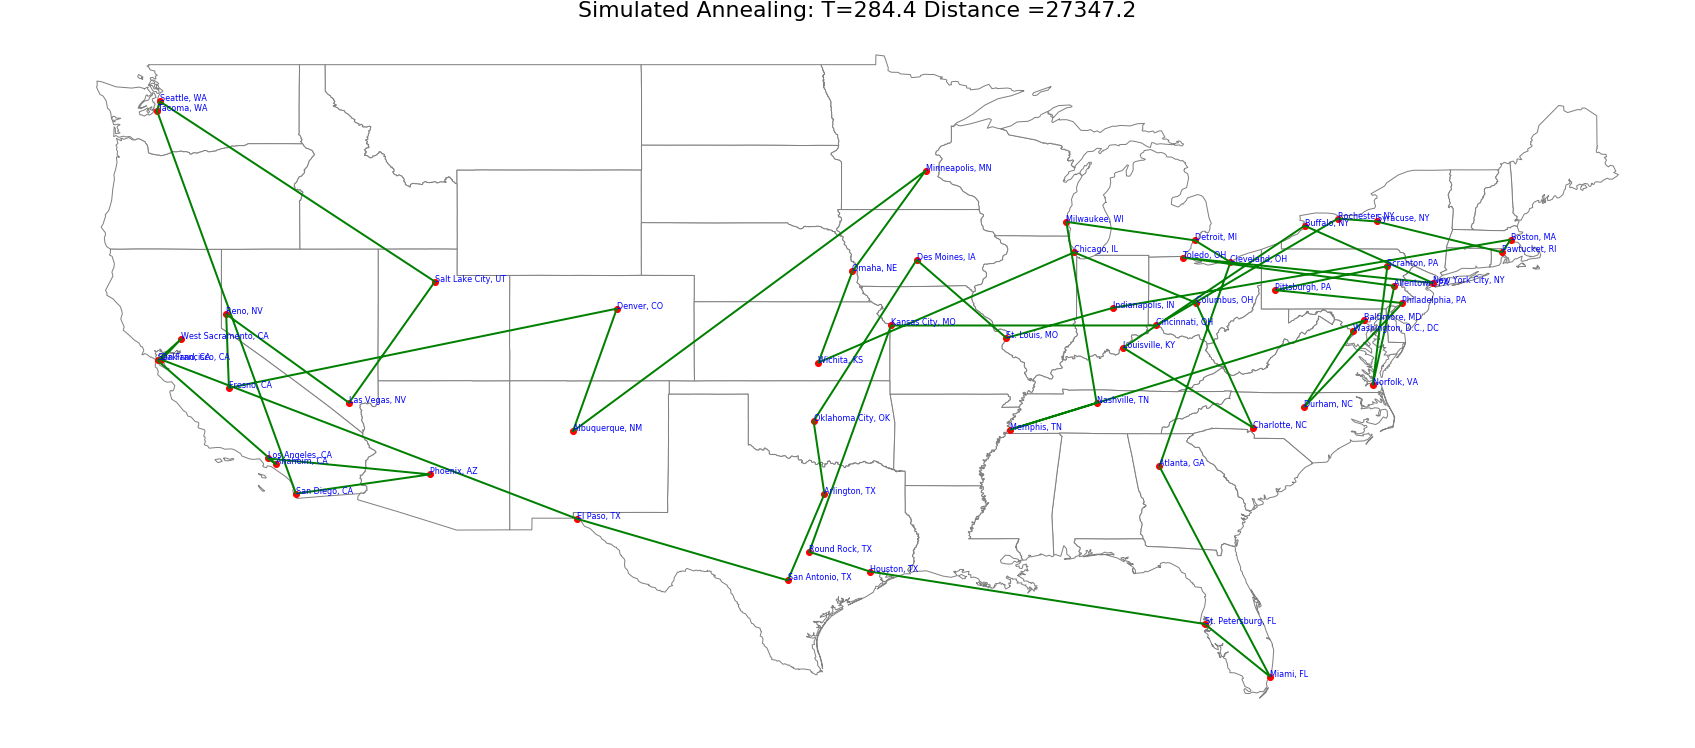 Simulated Annealing: T=284.4 Distance =27347.2
Seattle, WA
Tacoma, WA
Minneapolis, MN
Milwaukee, WI
Rochester, NY
Syracuse, NY
Buffalo, NY
Detroit, MI
Boston, MA
Pawtucket, RI
Chicago, IL
Des Moines, IA
Toledo, OH
Cleveland, OH
Scranton, PA
Omaha, NE
Salt Lake City, UT
Allentown, PA
New York City, NY
Pittsburgh, PA
Philadelphia, PA
Denver, CO
Indianapolis, IN
Columbus, OH
Reno, NV
Baltimore, MD
Kansas City, MO
Cincinnati, OH
Washington, D.C., DC
West Sacramento, CA
St. Louis, MO
Louisville, KY
Oakland, CA
San Francisco, CA
Wichita, KS
Fresno, CA
Norfolk, VA
Las Vegas, NV
Nashville, TN
Durham, NC
Oklahoma City, OK
Albuquerque, NM
Memphis, TN
Charlotte, NC
Los Angeles, CA
Anaheim, CA
Atlanta, GA
Phoenix, AZ
San Diego, CA
Arlington, TX
El Paso, TX
Round Rock, TX
Houston, TX
San Antonio, TX
St. Petersburg, FL
Miami, FL